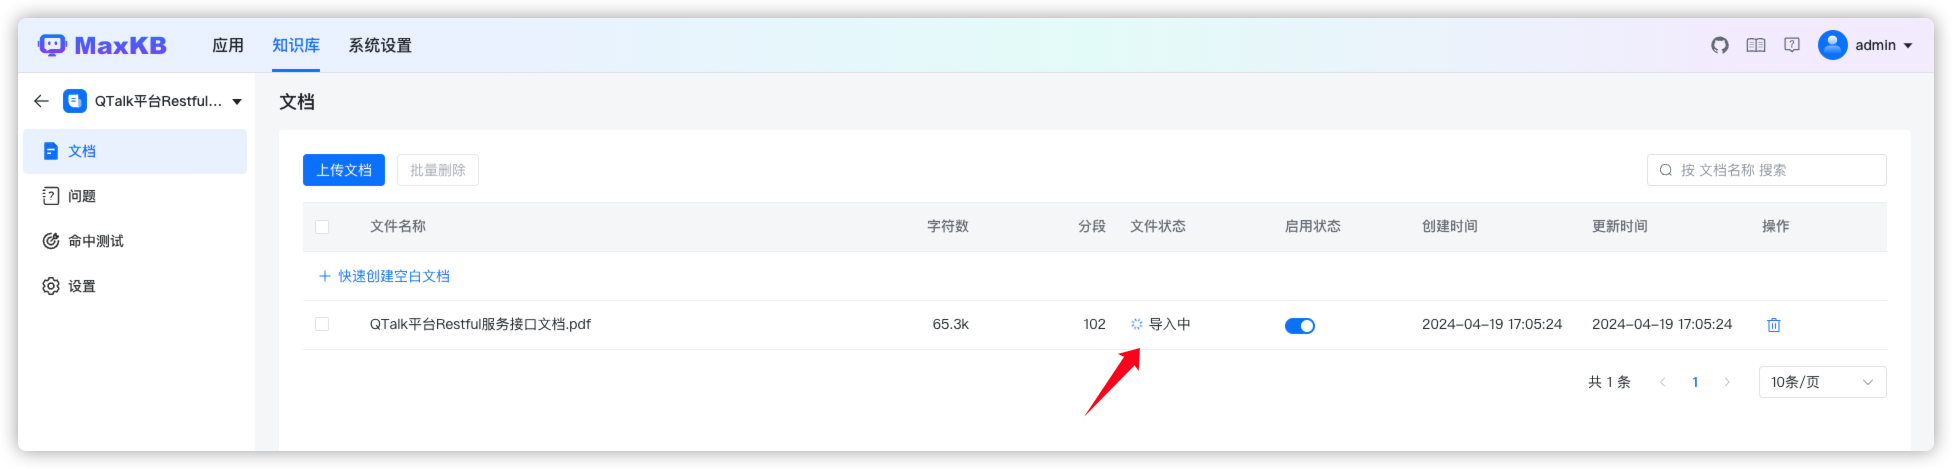 MaxKB 应用 知识库 系统设置 admin
QTalk平台Restful...
文档
问题
命中测试
设置
文档
上传文档 批量删除 按 文档名称 搜索
文件名称 字符数 分段 文件状态 启用状态 创建时间 更新时间 操作
快速创建空白文档
QTalk平台Restful服务接口文档.pdf 65.3k 102 导入中 2024-04-19 17:05:24 2024-04-19 17:05:24
共 1 条 1 10条/页